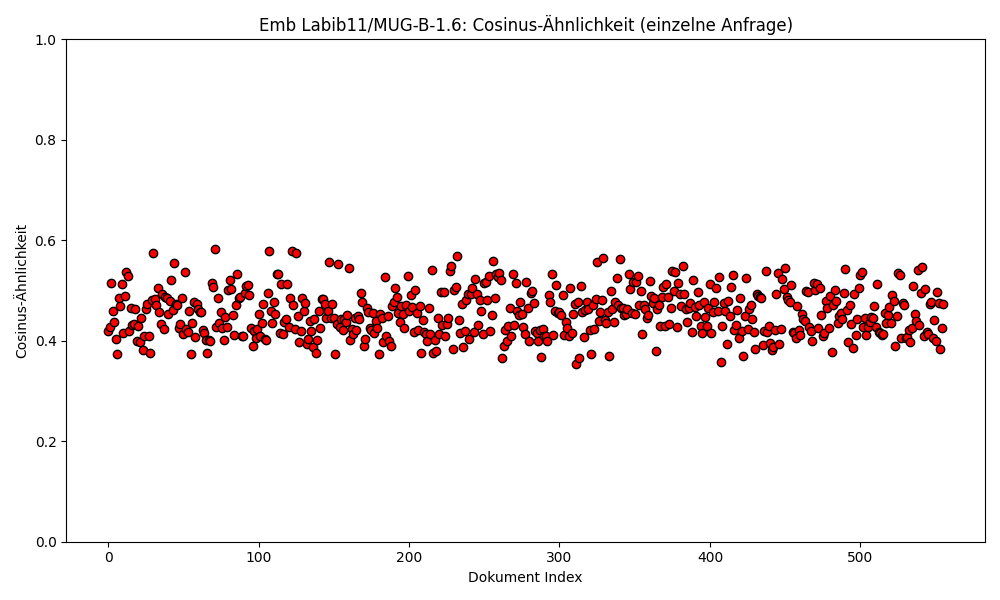 Emb Labib11/MUG-B-1.6: Cosinus-Ähnlichkeit (einzelne Anfrage)
1.0
0.8
0.6
0.4
0.2
0.0
Cosinus-Ähnlichkeit
0 100 200 300 400 500
Dokument Index